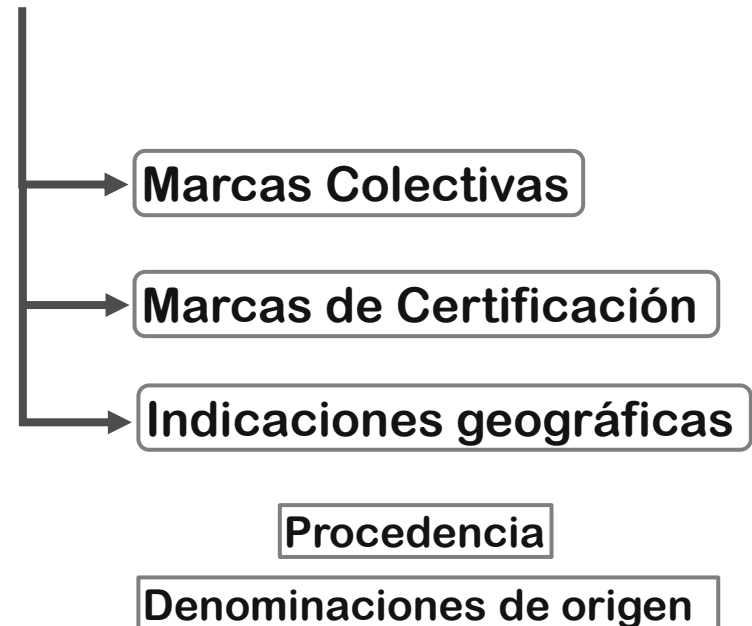 Marcas Colectivas
Marcas de Certificación
Indicaciones geográficas
Procedencia
Denominaciones de origen